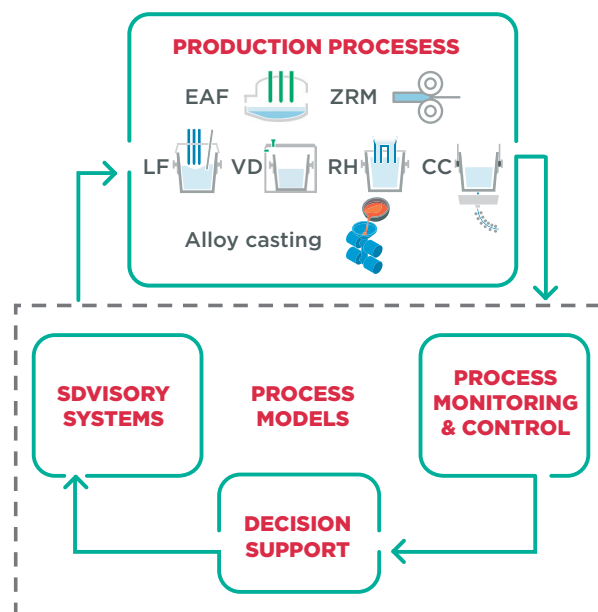 PRODUCTION PROCESESS
EAF
ZRM
LF
VD
RH
CC
Alloy casting
SDVISORY
SYSTEMS
PROCESS
MODELS
PROCESS
MONITORING
& CONTROL
DECISION
SUPPORT